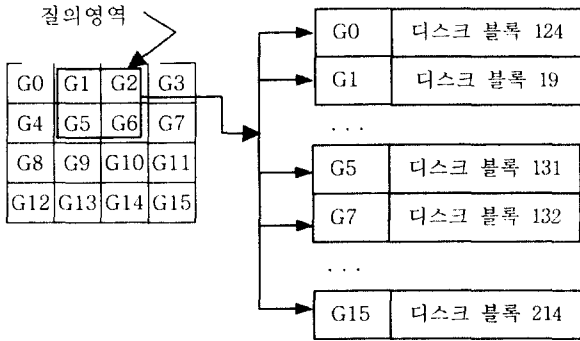 질의영역
G0 G1 G2 G3
G4 G5 G6 G7
G8 G9 G10 G11
G12 G13 G14 G15
G0 디스크 블록 124
G1 디스크 블록 19
...
G5 디스크 블록 131
G7 디스크 블록 132
...
G15 디스크 블록 214